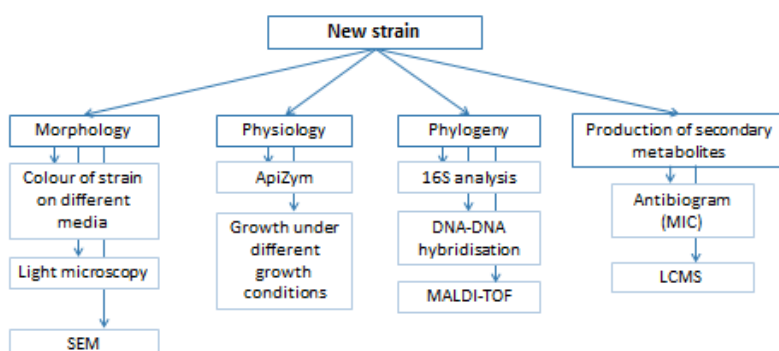 New strain
Morphology
Colour of strain
on different
media
Light microscopy
SEM
Physiology
ApiZym
Growth under
different
growth
conditions
Phylogeny
16S analysis
DNA-DNA
hybridisation
MALDI-TOF
Production of secondary
metabolites
Antibiogram
(MIC)
LCMS